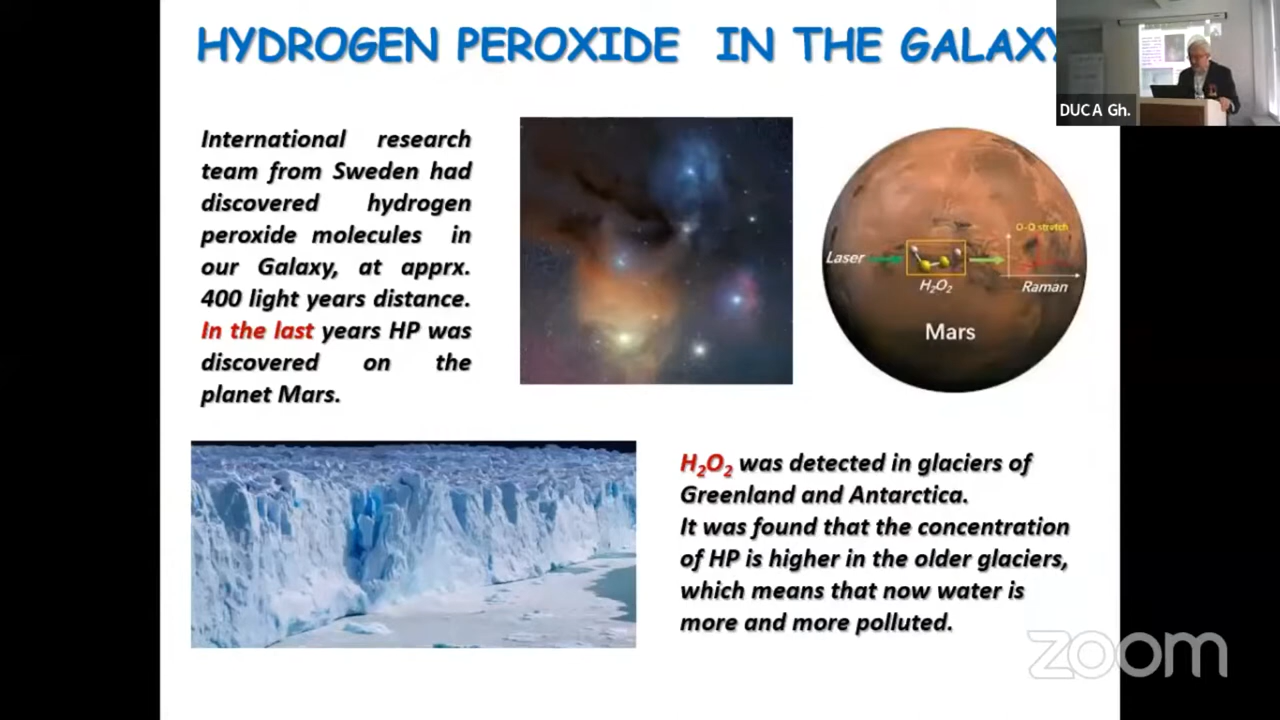 HYDROGEN PEROXIDE IN THE GALAXY
DUCA Gh.
International research
team from Sweden had
discovered hydrogen
peroxide molecules in
our Galaxy, at apprx.
400 light years distance.
In the last years HP was
discovered on the
planet Mars.
O-O stretch
Laser
H₂O₂
Raman
Mars
H₂O₂ was detected in glaciers of
Greenland and Antarctica.
It was found that the concentration
of HP is higher in the older glaciers,
which means that now water is
more and more polluted.
zoom